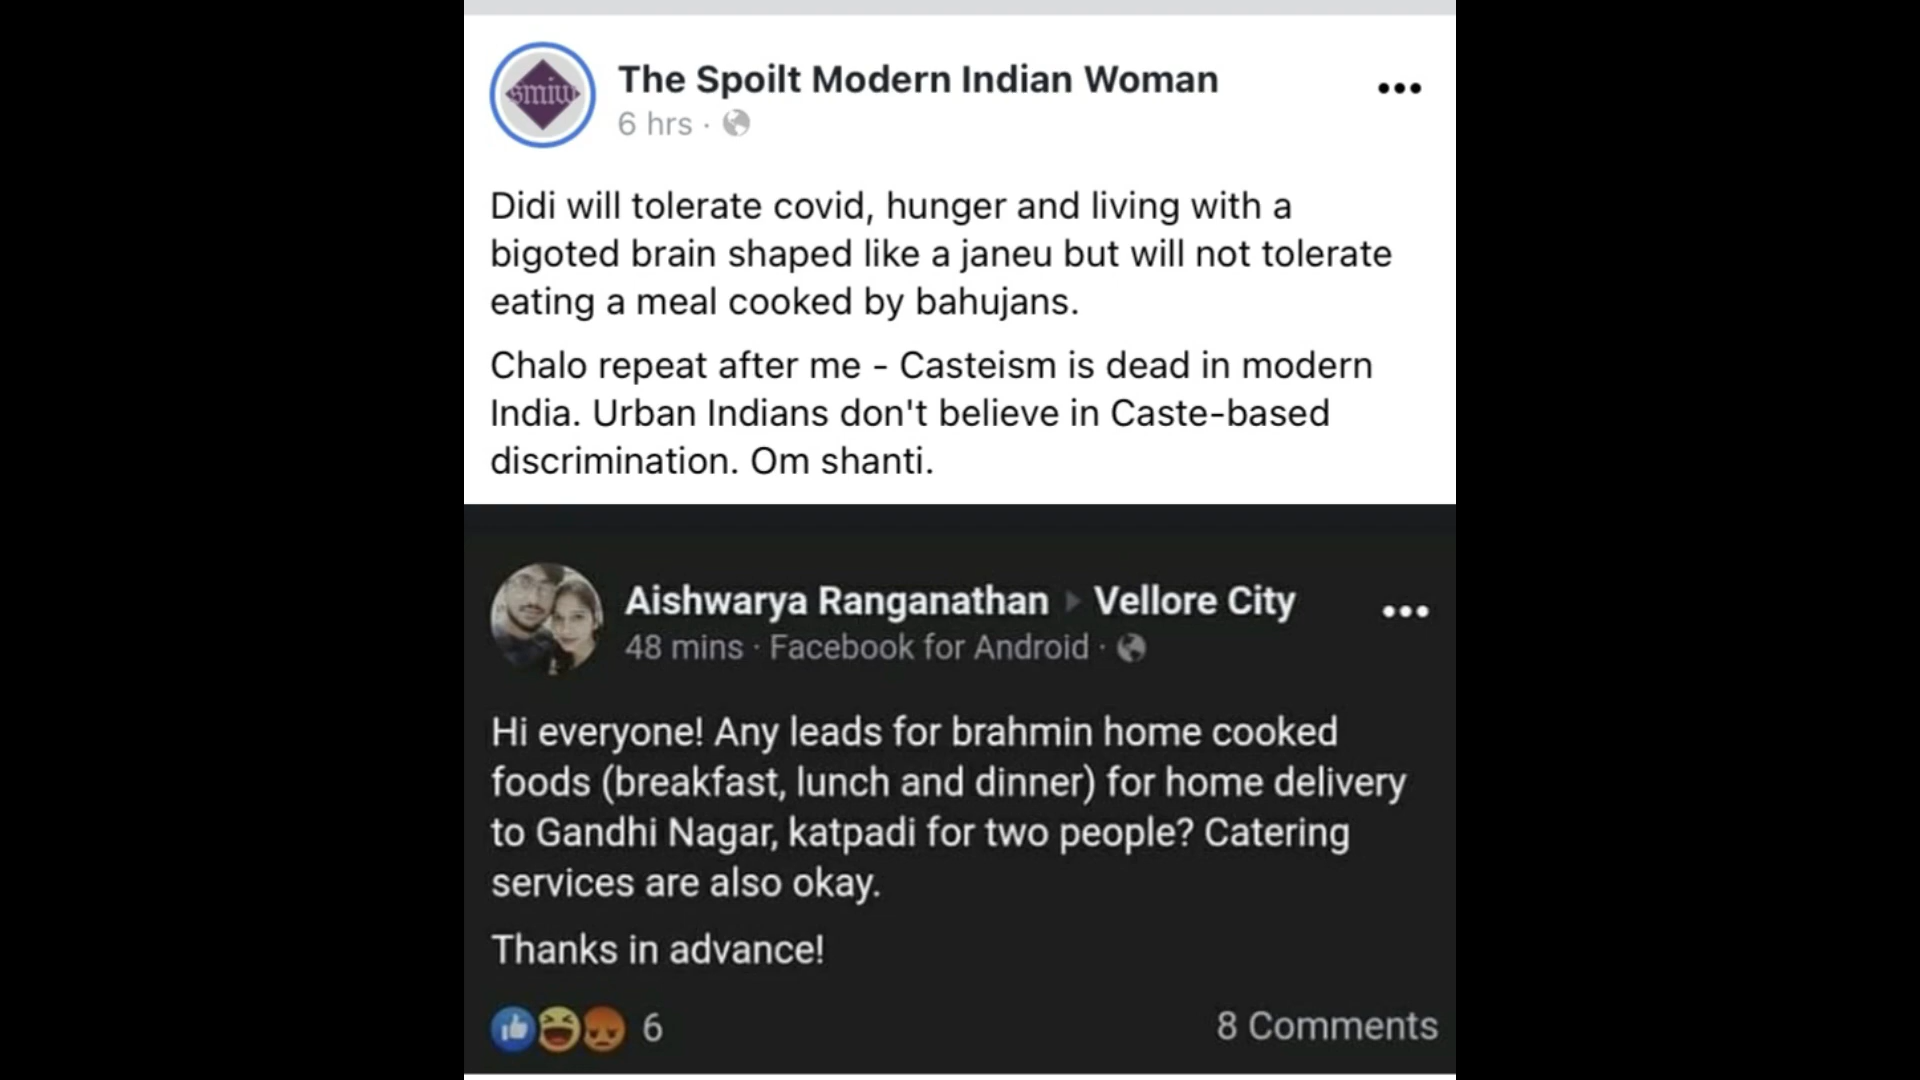 smiw
The Spoilt Modern Indian Woman
6 hrs ·
Didi will tolerate covid, hunger and living with a
bigoted brain shaped like a janeu but will not tolerate
eating a meal cooked by bahujans.
Chalo repeat after me - Casteism is dead in modern
India. Urban Indians don't believe in Caste-based
discrimination. Om shanti.
Aishwarya Ranganathan ▸ Vellore City
48 mins · Facebook for Android ·
Hi everyone! Any leads for brahmin home cooked
foods (breakfast, lunch and dinner) for home delivery
to Gandhi Nagar, katpadi for two people? Catering
services are also okay.
Thanks in advance!
6 8 Comments